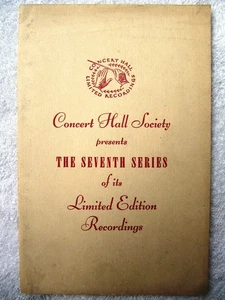 CONCERT HALL
LIMITED RECORDINGS
Concert Hall Society
presents
THE SEVENTH SERIES
of its
Limited Edition
Recordings